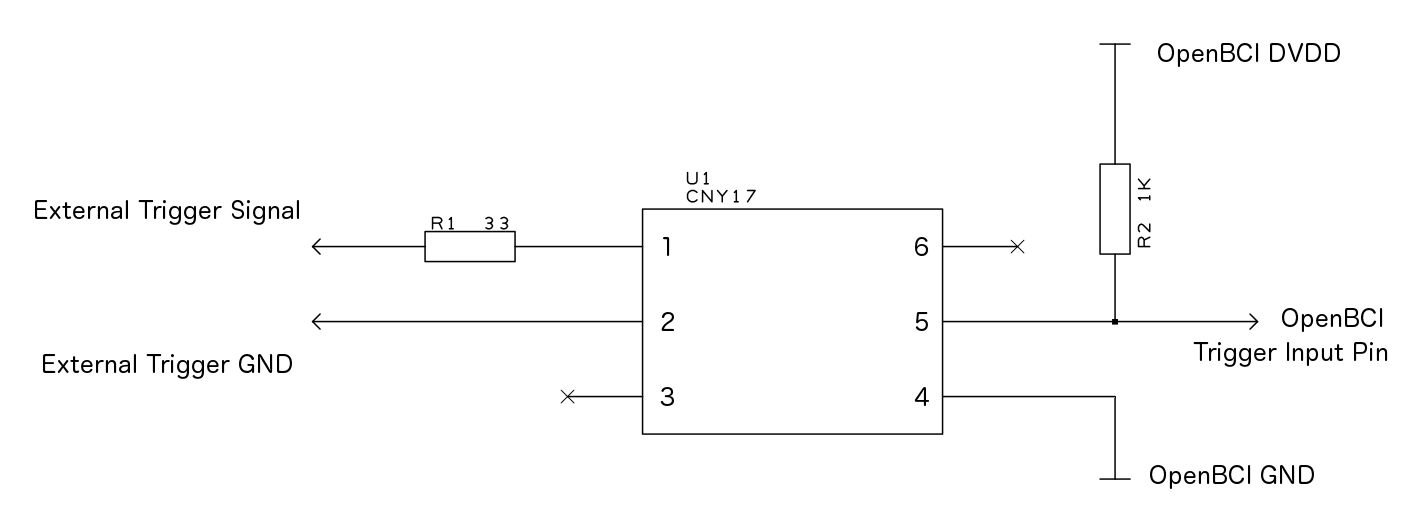 OpenBCI DVDD
U1
CNY17
1K
R2
External Trigger Signal
R1 33
1
6
2
5
OpenBCI
Trigger Input Pin
External Trigger GND
3
4
OpenBCI GND